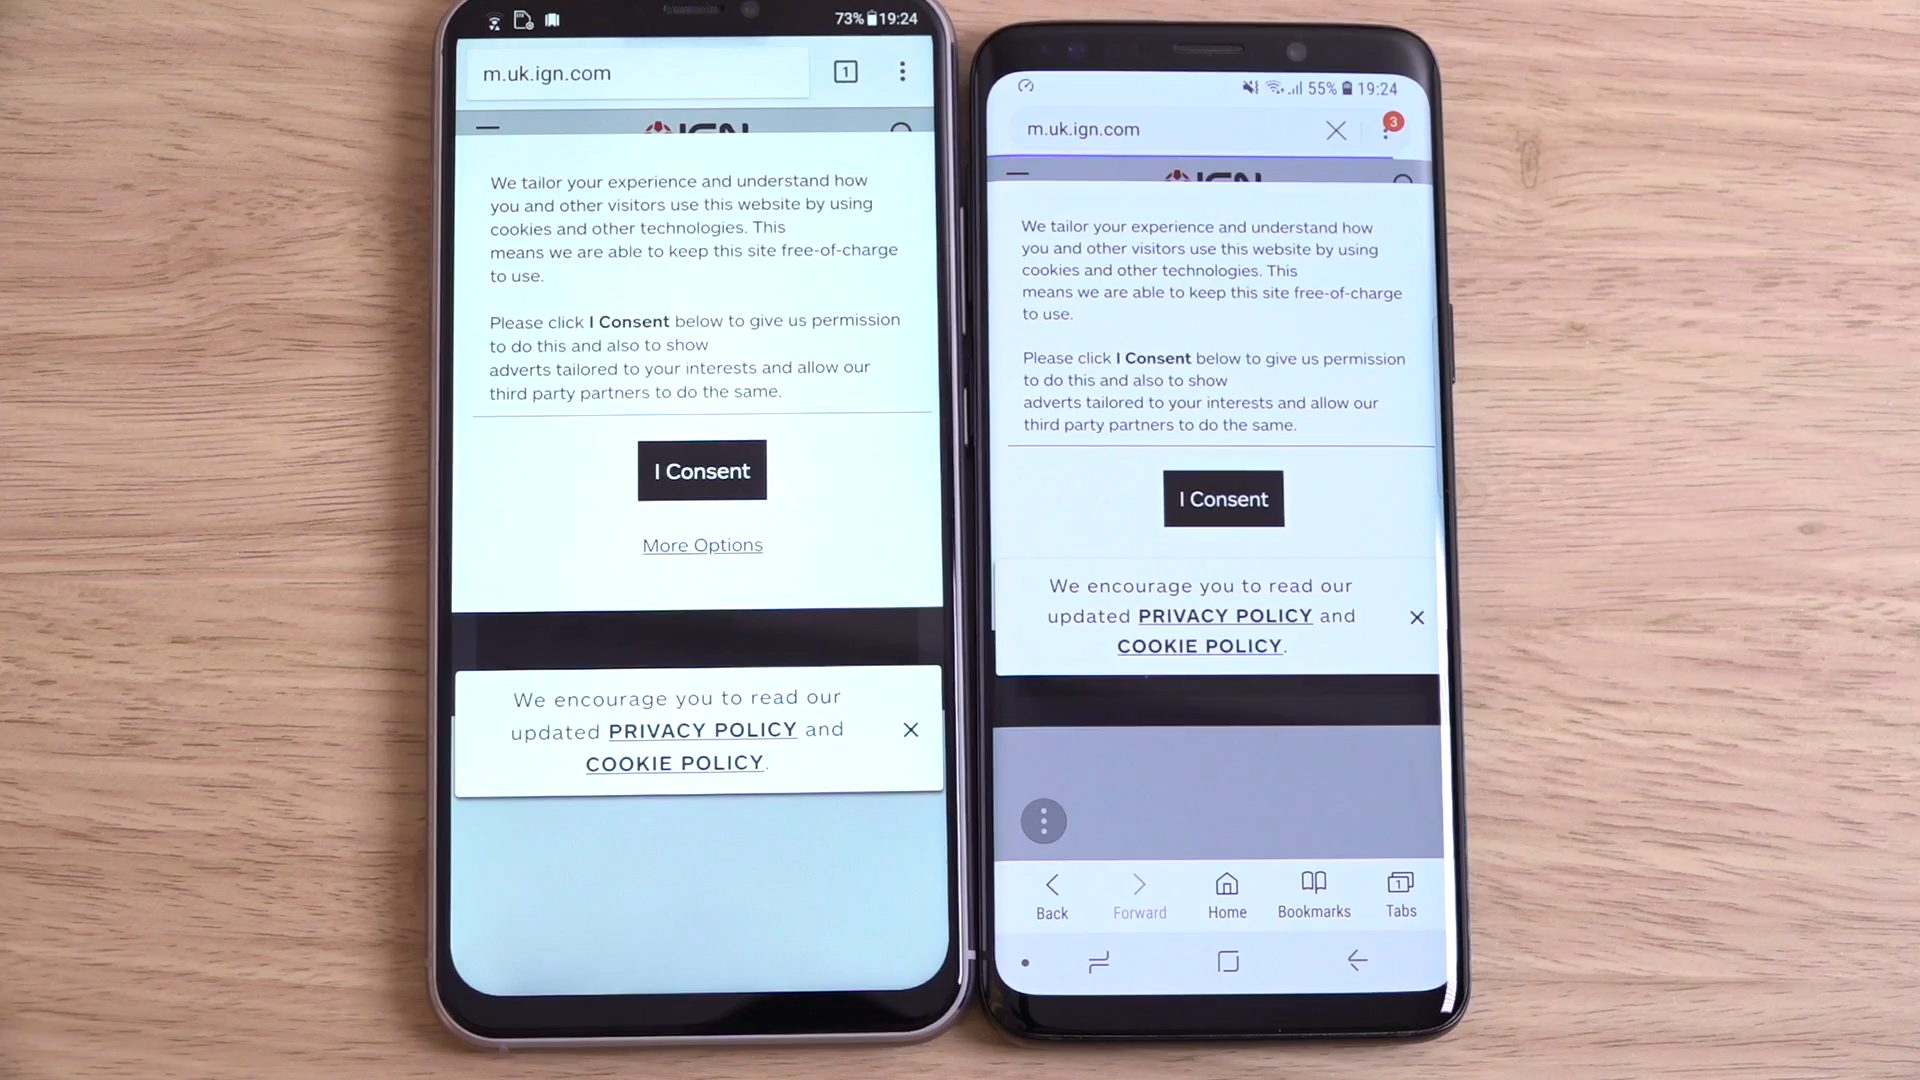 73% 19:24
m.uk.ign.com
1
IGN
We tailor your experience and understand how
you and other visitors use this website by using
cookies and other technologies. This
means we are able to keep this site free-of-charge
to use.
Please click I Consent below to give us permission
to do this and also to show
adverts tailored to your interests and allow our
third party partners to do the same.
I Consent
More Options
We encourage you to read our
updated PRIVACY POLICY and
COOKIE POLICY.
55% 19:24
m.uk.ign.com
3
IGN
We tailor your experience and understand how
you and other visitors use this website by using
cookies and other technologies. This
means we are able to keep this site free-of-charge
to use.
Please click I Consent below to give us permission
to do this and also to show
adverts tailored to your interests and allow our
third party partners to do the same.
I Consent
We encourage you to read our
updated PRIVACY POLICY and
COOKIE POLICY.
1
Back Forward Home Bookmarks Tabs